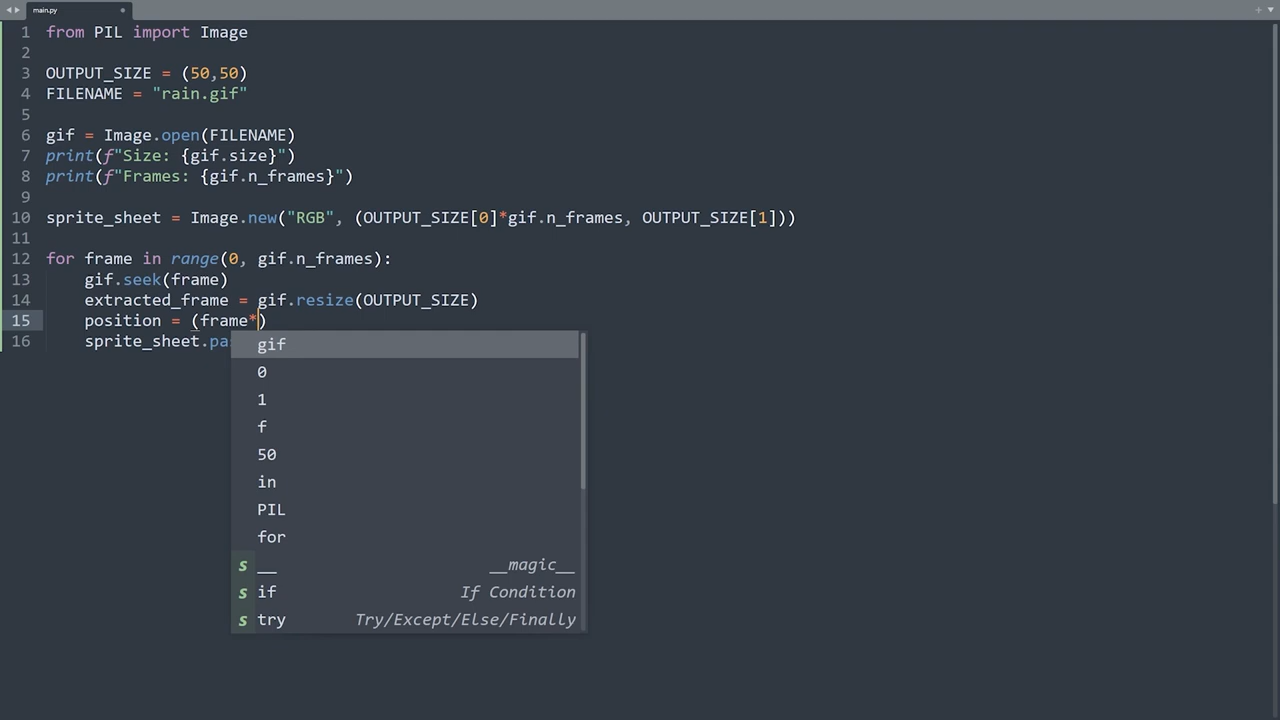 main.py
1 from PIL import Image
2
3 OUTPUT_SIZE = (50,50)
4 FILENAME = "rain.gif"
5
6 gif = Image.open(FILENAME)
7 print(f"Size: {gif.size}")
8 print(f"Frames: {gif.n_frames}")
9
10 sprite_sheet = Image.new("RGB", (OUTPUT_SIZE[0]*gif.n_frames, OUTPUT_SIZE[1]))
11
12 for frame in range(0, gif.n_frames):
13     gif.seek(frame)
14     extracted_frame = gif.resize(OUTPUT_SIZE)
15     position = (frame*)
16     sprite_sheet.pa
gif
0
1
f
50
in
PIL
for
s __ __magic__
s if If Condition
s try Try/Except/Else/Finally